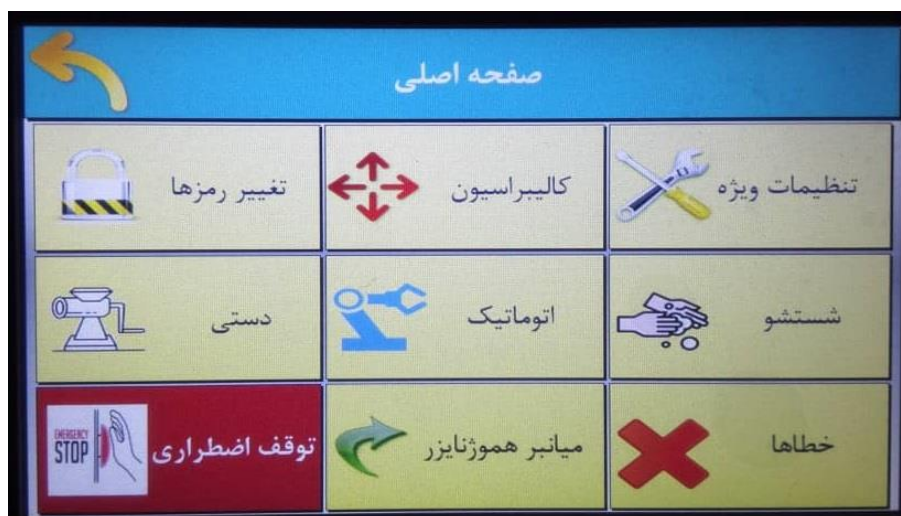 صفحه اصلی
تنظیمات ویژه
کالیبراسیون
تغییر رمزها
شستشو
اتوماتیک
دستی
خطاها
میانبر هموژنایزر
توقف اضطراری
EMERGENCY
STOP